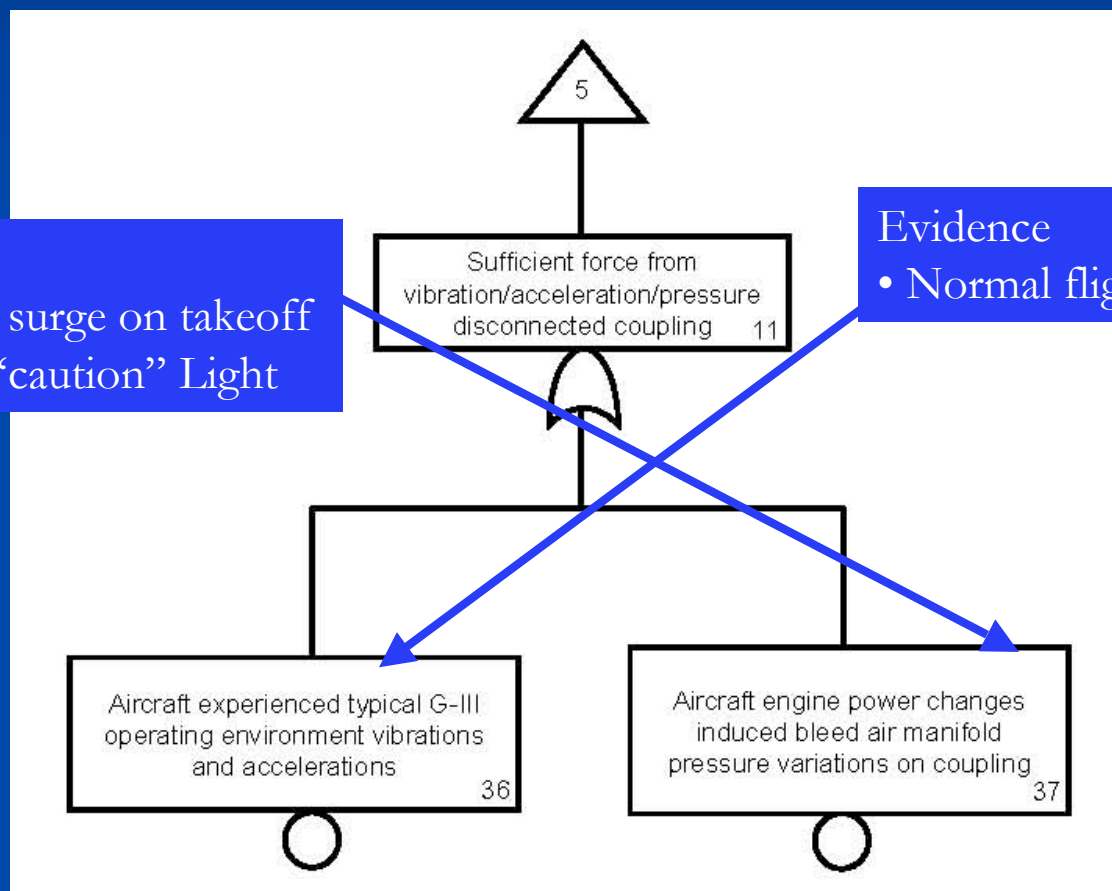 5
Sufficient force from
vibration/acceleration/pressure
disconnected coupling 11
surge on takeoff
“caution” Light
Evidence
• Normal flig
Aircraft experienced typical G-III
operating environment vibrations
and accelerations
36
Aircraft engine power changes
induced bleed air manifold
pressure variations on coupling
37